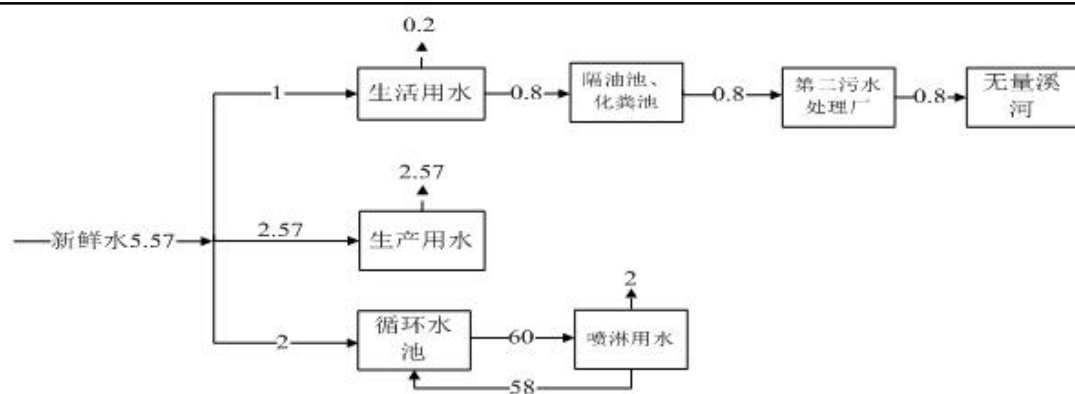 0.2
1
生活用水
0.8
隔油池、
化粪池
0.8
第二污水
处理厂
0.8
无量溪
河
2.57
新鲜水5.57
2.57
生产用水
2
2
循环水
池
60
喷淋用水
58